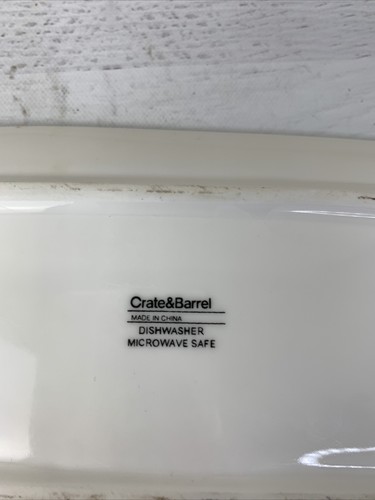 Crate&Barrel
MADE IN CHINA
DISHWASHER
MICROWAVE SAFE